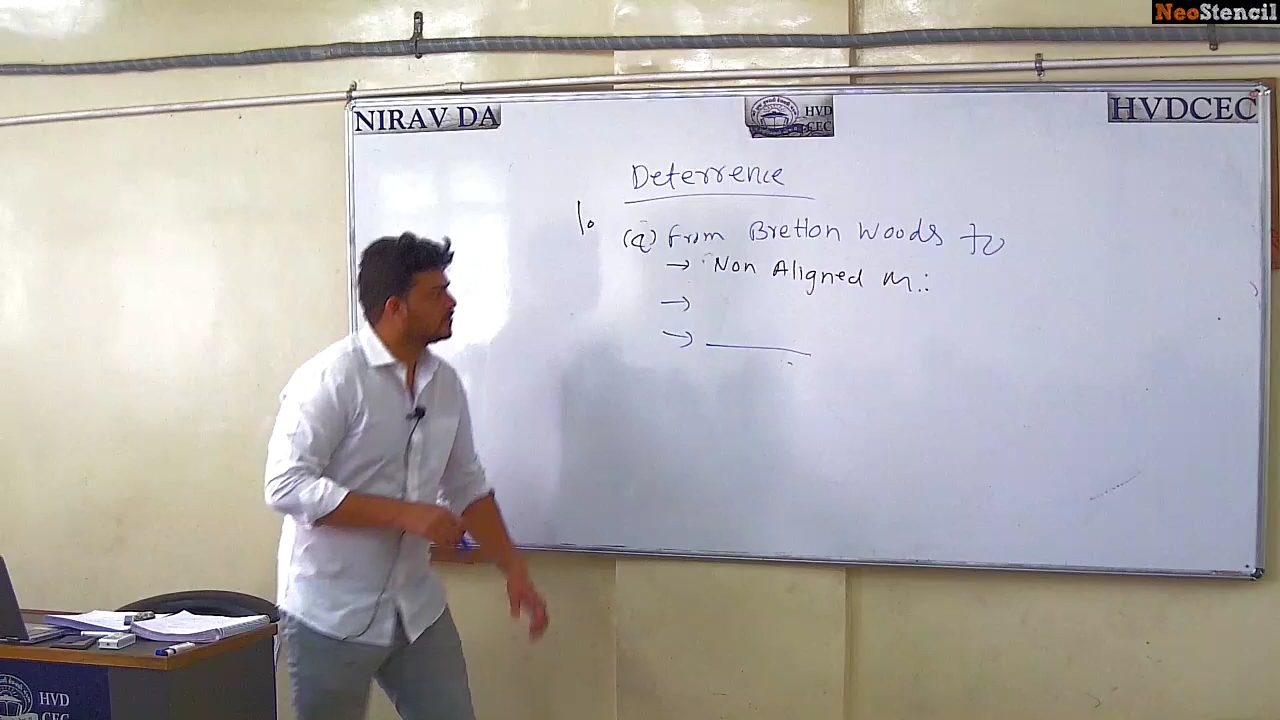 NeoStencil
NIRAV DA
HVD
CEC
HVDCEC
Deterrence
1.
(a) From Bretton Woods to
→ Non Aligned M.:
→
→
HVD
CEC